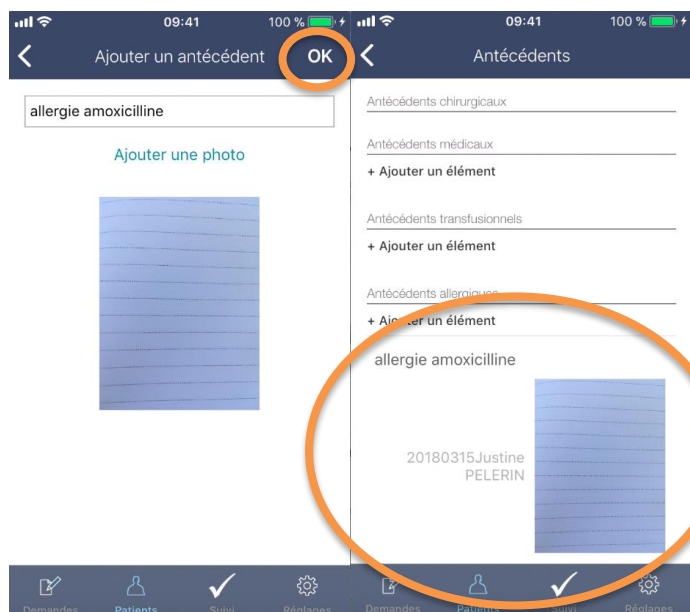 09:41 100 %
Ajouter un antécédent OK
allergie amoxicilline
Ajouter une photo
Demandes Patients Suivi Réglages
09:41 100 %
Antécédents
Antécédents chirurgicaux
Antécédents médicaux
+ Ajouter un élément
Antécédents transfusionnels
+ Ajouter un élément
Antécédents allergiques
+ Ajouter un élément
allergie amoxicilline
20180315Justine
PELERIN
Demandes Patients Suivi Réglages